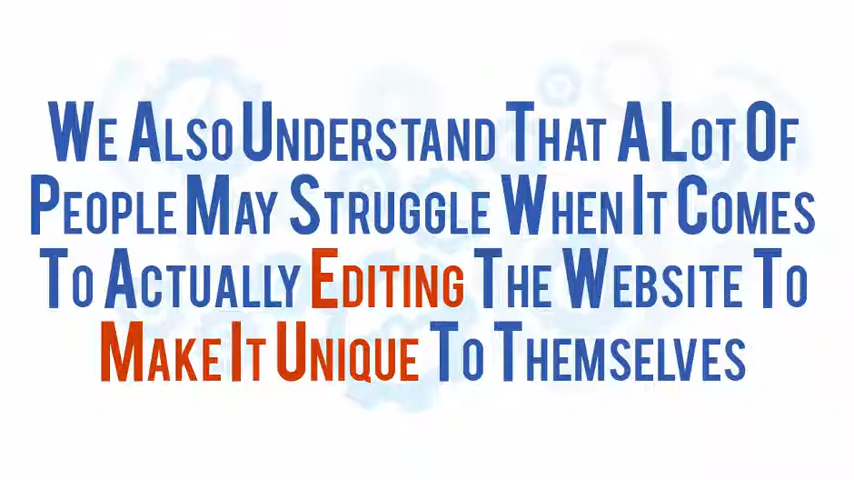 We Also Understand That A Lot Of
People May Struggle When It Comes
To Actually Editing The Website To
Make It Unique To Themselves